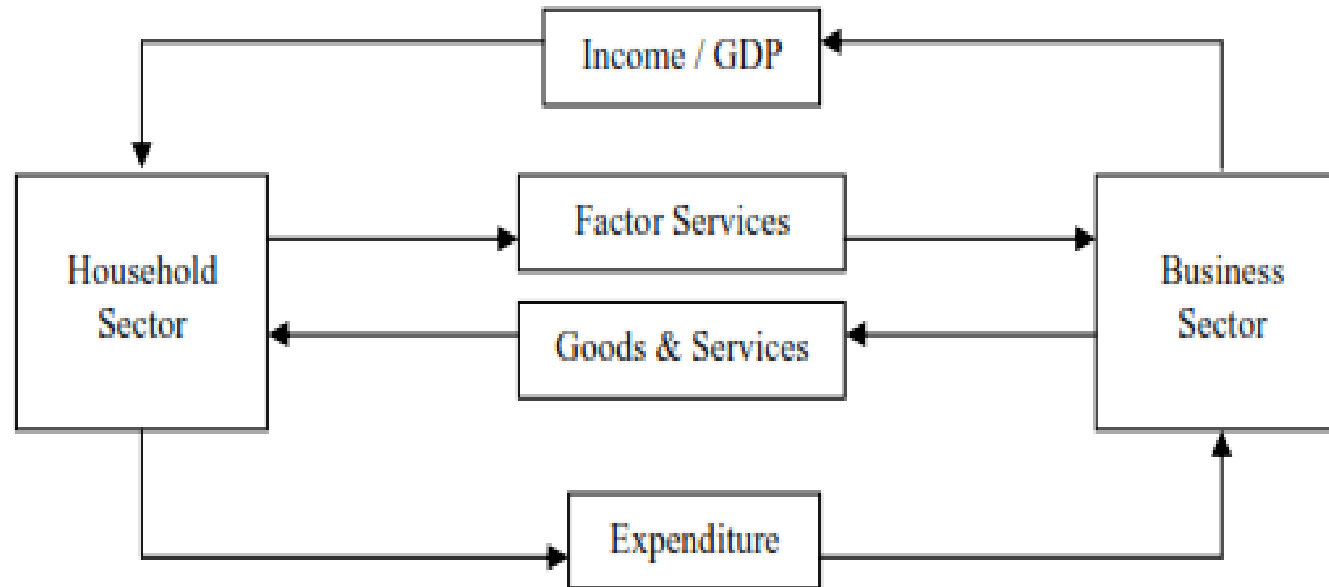 Income / GDP
Factor Services
Household
Sector
Business
Sector
Goods & Services
Expenditure